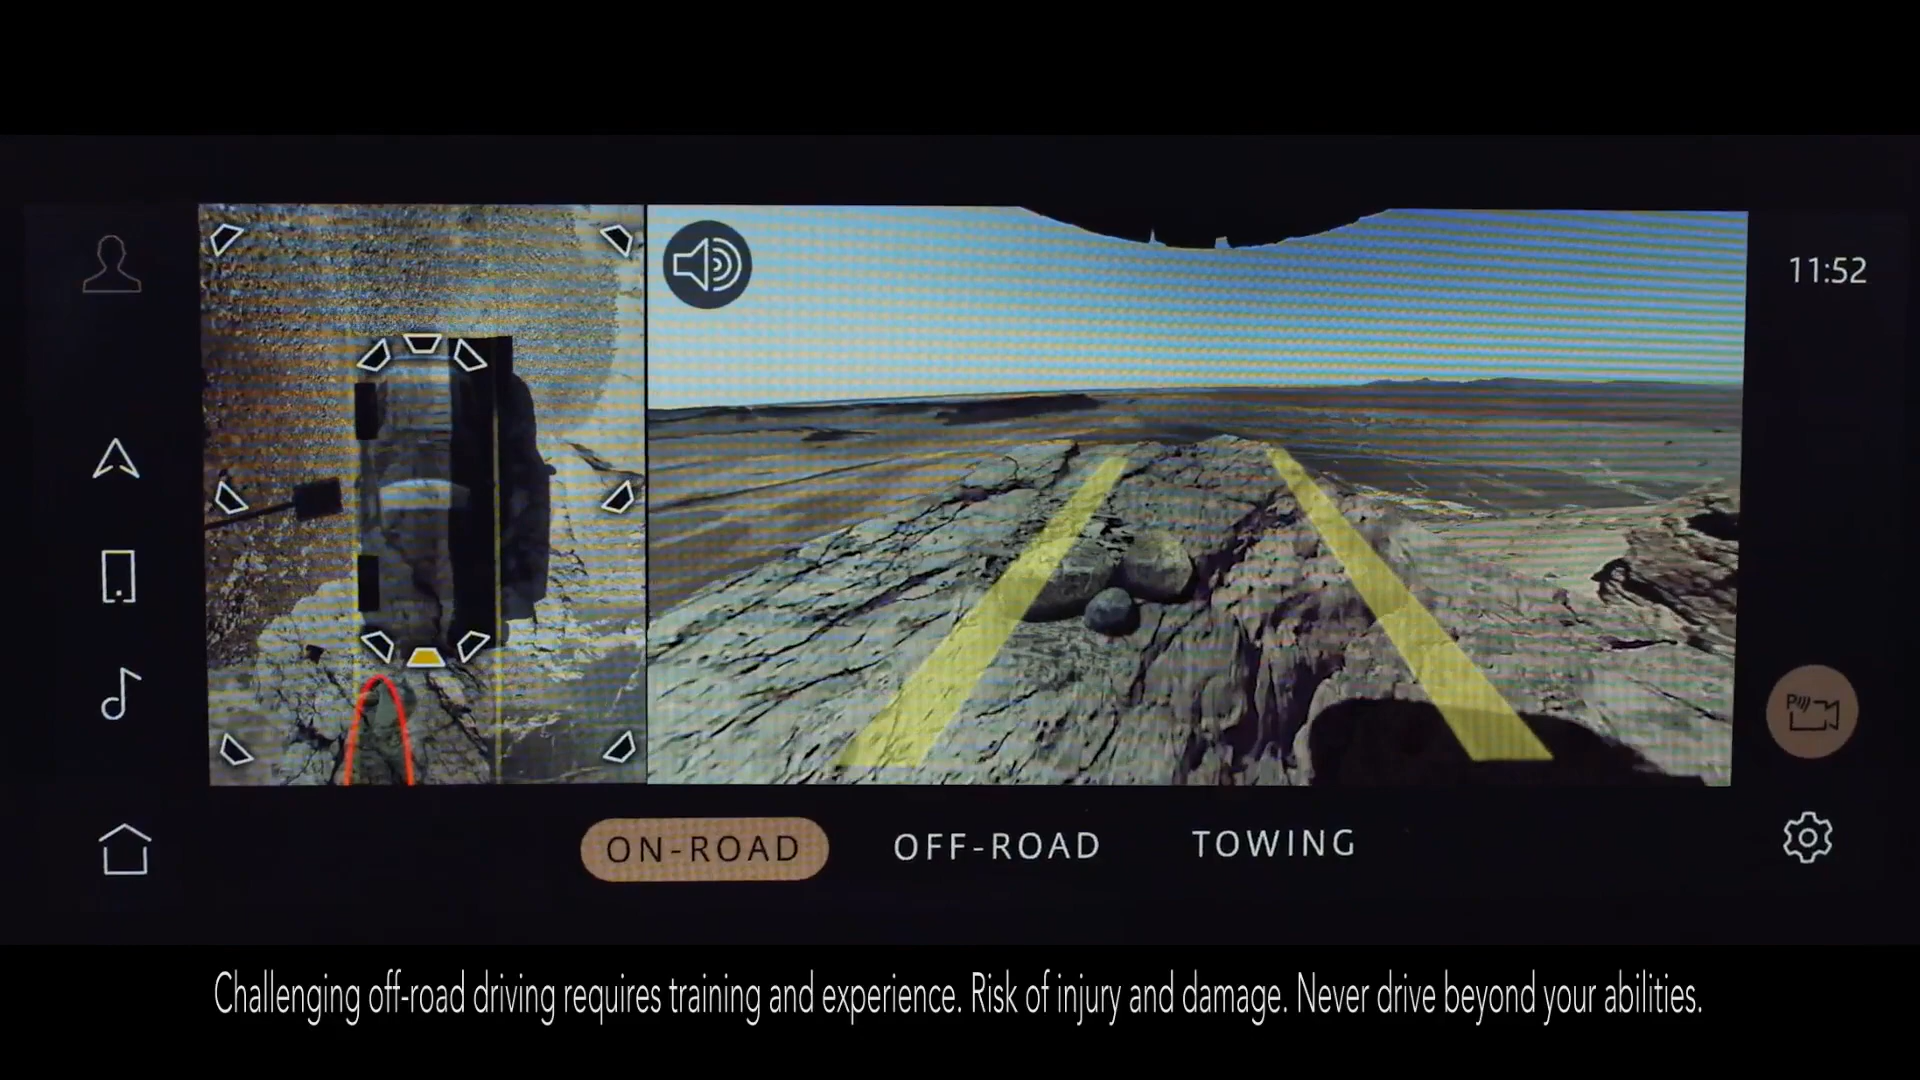 11:52
P
ON-ROAD
OFF-ROAD
TOWING
Challenging off-road driving requires training and experience. Risk of injury and damage. Never drive beyond your abilities.